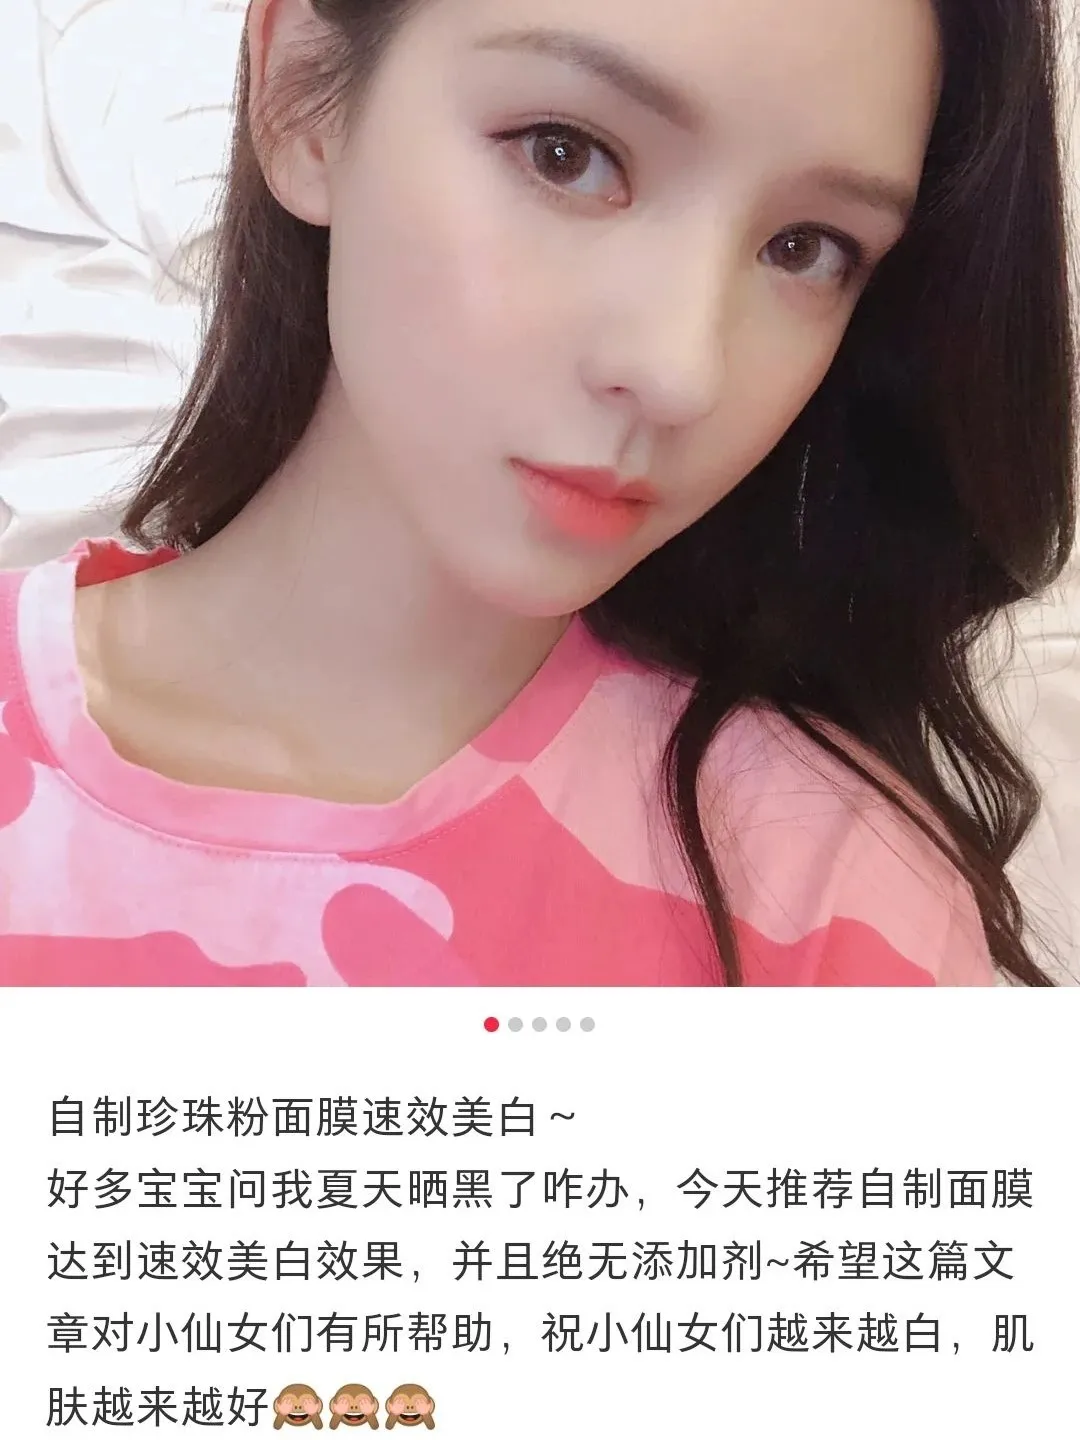 自制珍珠粉面膜速效美白～
好多宝宝问我夏天晒黑了咋办，今天推荐自制面膜
达到速效美白效果，并且绝无添加剂~希望这篇文
章对小仙女们有所帮助，祝小仙女们越来越白，肌
肤越来越好🙈🙈🙈